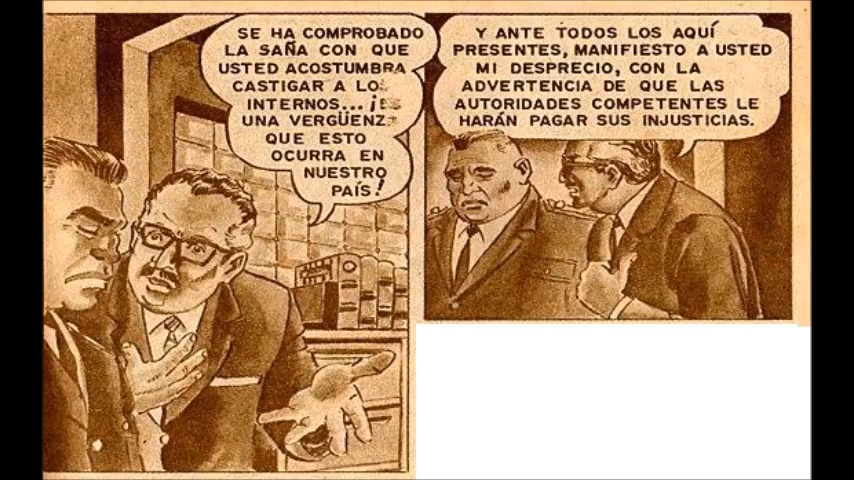 SE HA COMPROBADO
LA SAÑA CON QUE
USTED ACOSTUMBRA
CASTIGAR A LOS
INTERNOS... ¡ES
UNA VERGÜENZA
QUE ESTO
OCURRA EN
NUESTRO
PAÍS!
Y ANTE TODOS LOS AQUÍ
PRESENTES, MANIFIESTO A USTED
MI DESPRECIO, CON LA
ADVERTENCIA DE QUE LAS
AUTORIDADES COMPETENTES LE
HARÁN PAGAR SUS INJUSTICIAS.